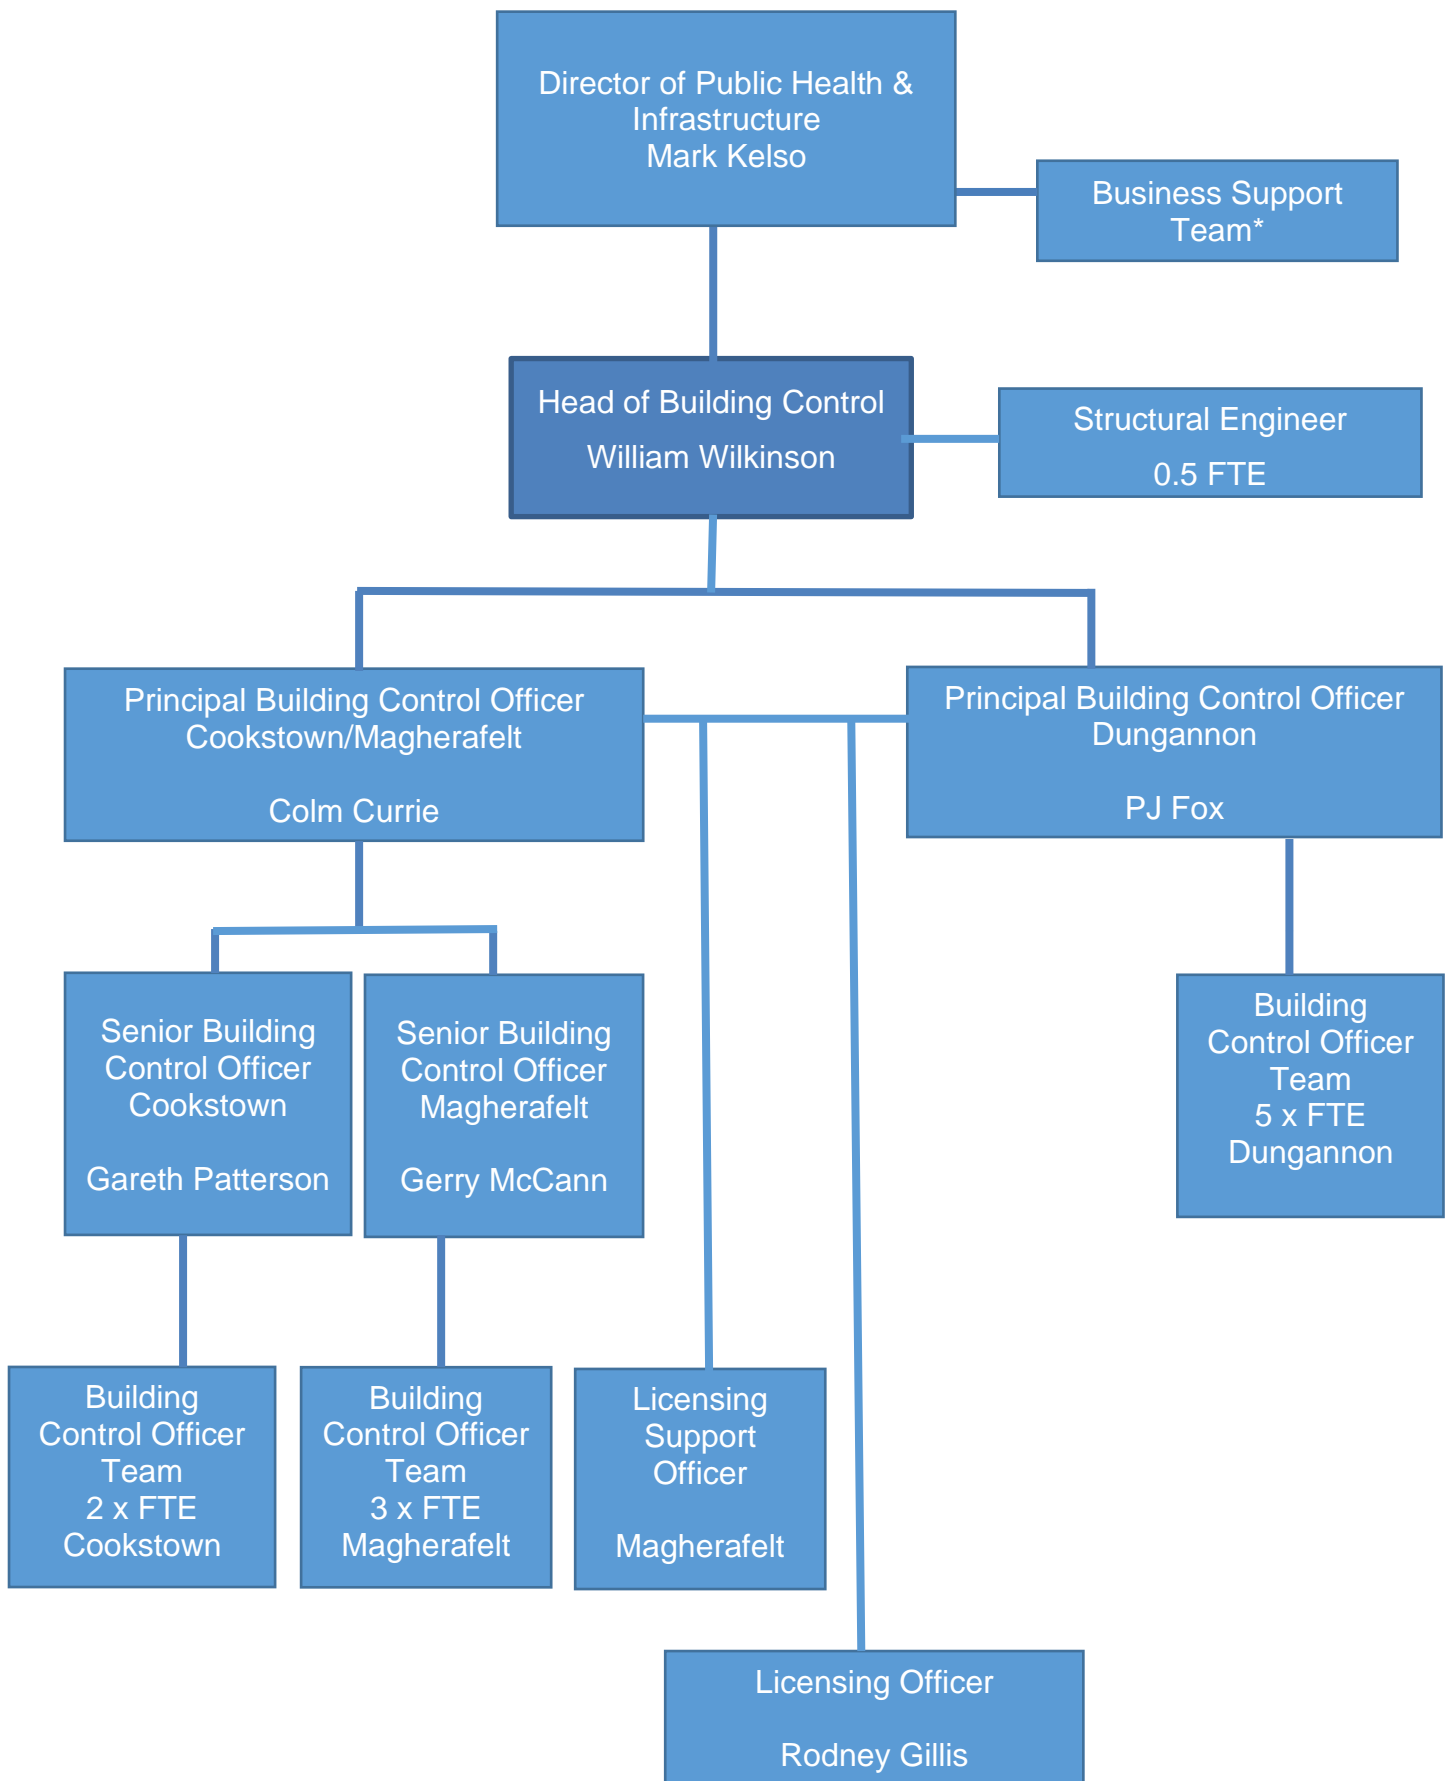 Director of Public Health &
Infrastructure
Mark Kelso
Business Support
Team*
Head of Building Control
William Wilkinson
Structural Engineer
0.5 FTE
Principal Building Control Officer
Cookstown/Magherafelt
Colm Currie
Principal Building Control Officer
Dungannon
PJ Fox
Senior Building
Control Officer
Cookstown
Gareth Patterson
Senior Building
Control Officer
Magherafelt
Gerry McCann
Building
Control Officer
Team
5 x FTE
Dungannon
Building
Control Officer
Team
2 x FTE
Cookstown
Building
Control Officer
Team
3 x FTE
Magherafelt
Licensing
Support
Officer
Magherafelt
Licensing Officer
Rodney Gillis